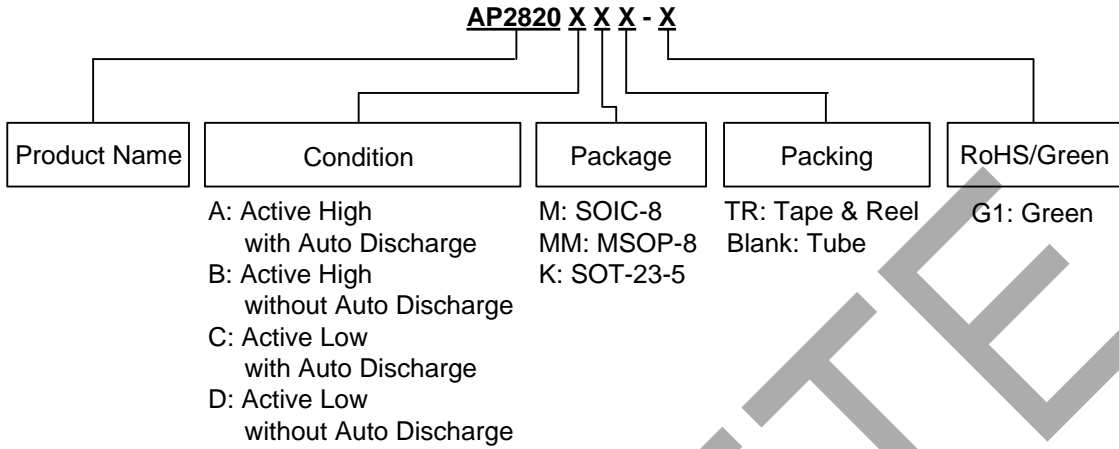 AP2820 X X X - X
Product Name
Condition
Package
Packing
RoHS/Green
A: Active High
with Auto Discharge
B: Active High
without Auto Discharge
C: Active Low
with Auto Discharge
D: Active Low
without Auto Discharge
M: SOIC-8
MM: MSOP-8
K: SOT-23-5
TR: Tape & Reel
Blank: Tube
G1: Green